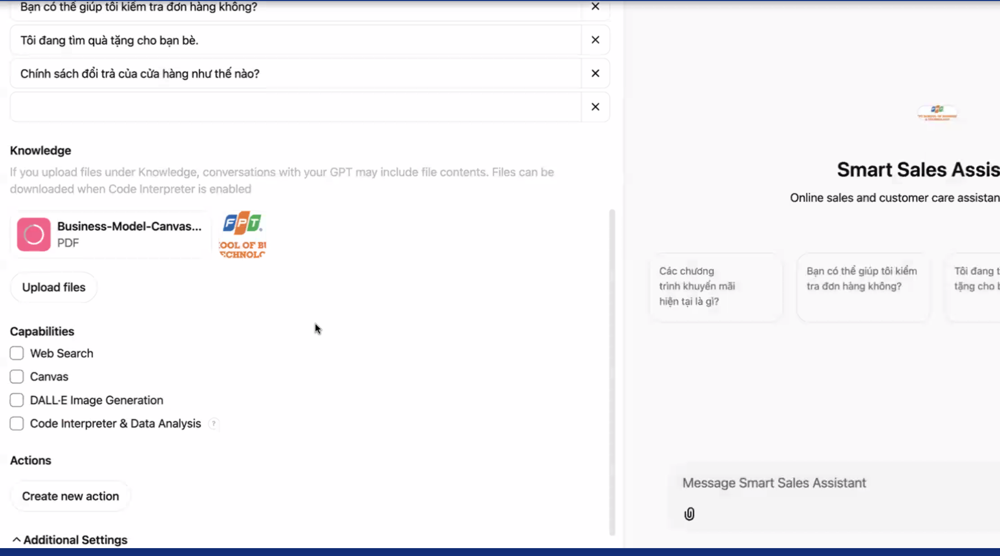 Bạn có thể giúp tôi kiểm tra đơn hàng không?
Tôi đang tìm quà tặng cho bạn bè.
Chính sách đổi trả của cửa hàng như thế nào?
Knowledge
If you upload files under Knowledge, conversations with your GPT may include file contents. Files can be
downloaded when Code Interpreter is enabled
Business-Model-Canvas...
PDF
FPT
OOL OF BU
ECHNOLO
Upload files
Capabilities
Web Search
Canvas
DALL·E Image Generation
Code Interpreter & Data Analysis ?
Actions
Create new action
Additional Settings
FPT
Smart Sales Assis
Online sales and customer care assistan
Các chương
trình khuyến mãi
hiện tại là gì?
Bạn có thể giúp tôi kiểm
tra đơn hàng không?
Tôi đang t
tặng cho b
Message Smart Sales Assistant